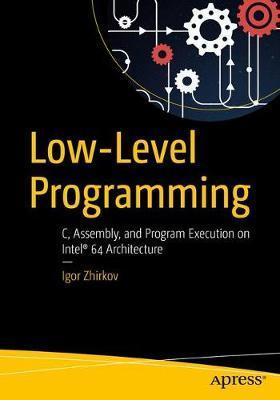 Low-Level
Programming
C, Assembly, and Program Execution on
Intel® 64 Architecture
—
Igor Zhirkov
Apress®